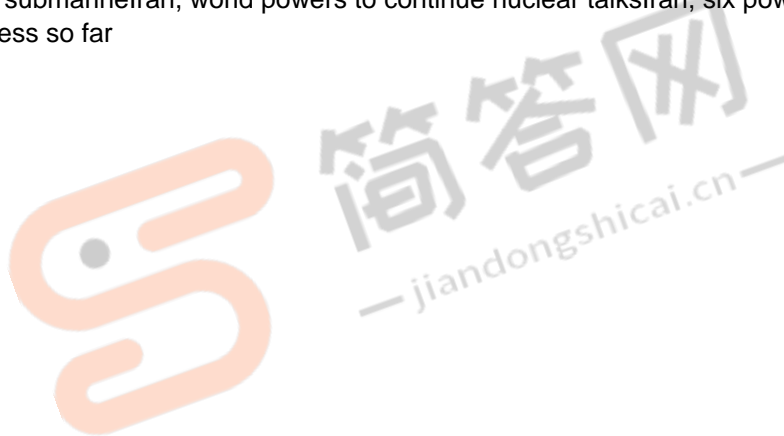 submarineIran, world powers to continue nuclear talksIran, six pow
ess so far
简答网
jiandongshicai.cn